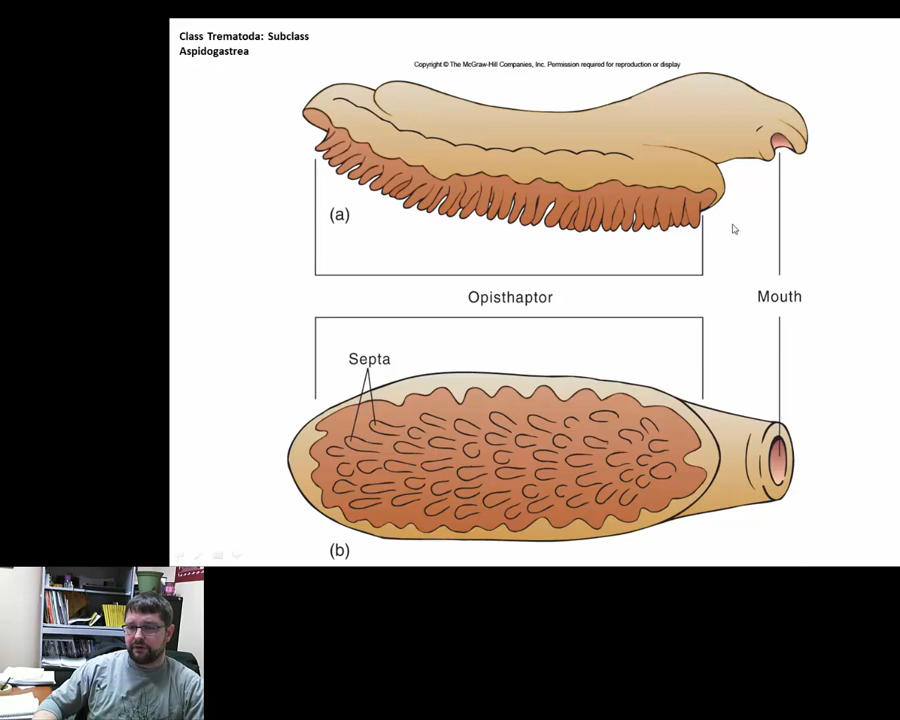 Class Trematoda: Subclass
Aspidogastrea
Copyright © The McGraw-Hill Companies, Inc. Permission required for reproduction or display
(a)
Opisthaptor
Mouth
Septa
(b)